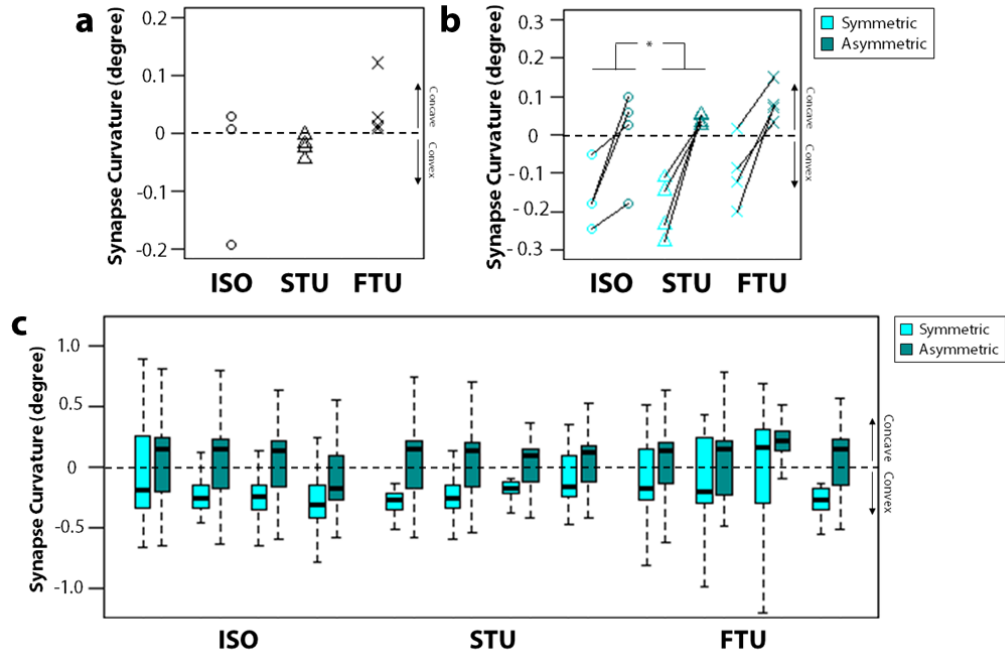 a
Synapse Curvature (degree)
0.2
0.1
0
-0.1
-0.2
Concave
Convex
ISO STU FTU
b
Synapse Curvature (degree)
0.3
0.2
0.1
0
- 0.1
- 0.2
- 0.3
*
Concave
Convex
ISO STU FTU
Symmetric
Asymmetric
c
Synapse Curvature (degree)
1.0
0.5
0
-0.5
-1.0
Concave
Convex
ISO STU FTU
Symmetric
Asymmetric